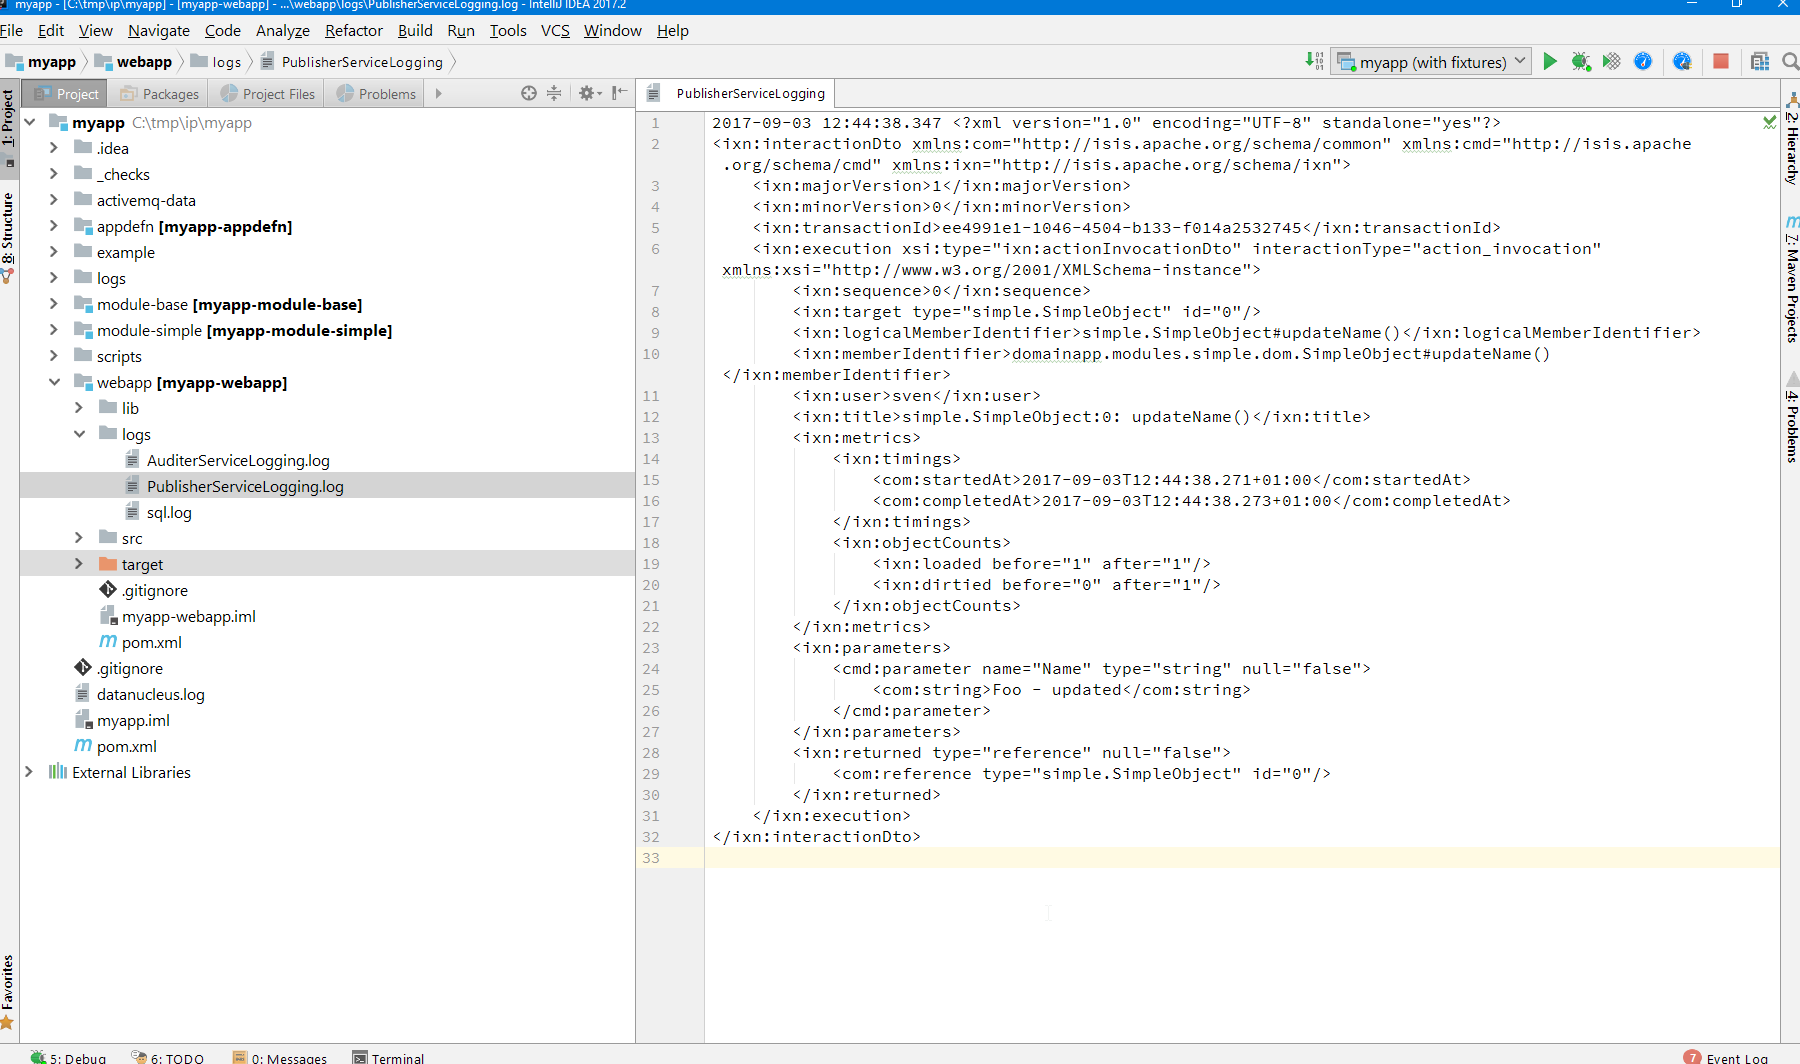 myapp - [C:\tmp\ip\myapp] - [myapp-webapp] - ...\webapp\logs\PublisherServiceLogging.log - IntelliJ IDEA 2017.2
File Edit View Navigate Code Analyze Refactor Build Run Tools VCS Window Help
myapp webapp logs PublisherServiceLogging
myapp (with fixtures)
1: Project
8: Structure
Favorites
Project Packages Project Files Problems
myapp C:\tmp\ip\myapp
.idea
_checks
activemq-data
appdefn [myapp-appdefn]
example
logs
module-base [myapp-module-base]
module-simple [myapp-module-simple]
scripts
webapp [myapp-webapp]
lib
logs
AuditerServiceLogging.log
PublisherServiceLogging.log
sql.log
src
target
.gitignore
myapp-webapp.iml
pom.xml
.gitignore
datanucleus.log
myapp.iml
pom.xml
External Libraries
PublisherServiceLogging
1 2017-09-03 12:44:38.347 <?xml version="1.0" encoding="UTF-8" standalone="yes"?>
2 <ixn:interactionDto xmlns:com="http://isis.apache.org/schema/common" xmlns:cmd="http://isis.apache
.org/schema/cmd" xmlns:ixn="http://isis.apache.org/schema/ixn">
3 <ixn:majorVersion>1</ixn:majorVersion>
4 <ixn:minorVersion>0</ixn:minorVersion>
5 <ixn:transactionId>ee4991e1-1046-4504-b133-f014a2532745</ixn:transactionId>
6 <ixn:execution xsi:type="ixn:actionInvocationDto" interactionType="action_invocation"
xmlns:xsi="http://www.w3.org/2001/XMLSchema-instance">
7 <ixn:sequence>0</ixn:sequence>
8 <ixn:target type="simple.SimpleObject" id="0"/>
9 <ixn:logicalMemberIdentifier>simple.SimpleObject#updateName()</ixn:logicalMemberIdentifier>
10 <ixn:memberIdentifier>domainapp.modules.simple.dom.SimpleObject#updateName()
</ixn:memberIdentifier>
11 <ixn:user>sven</ixn:user>
12 <ixn:title>simple.SimpleObject:0: updateName()</ixn:title>
13 <ixn:metrics>
14 <ixn:timings>
15 <com:startedAt>2017-09-03T12:44:38.271+01:00</com:startedAt>
16 <com:completedAt>2017-09-03T12:44:38.273+01:00</com:completedAt>
17 </ixn:timings>
18 <ixn:objectCounts>
19 <ixn:loaded before="1" after="1"/>
20 <ixn:dirtied before="0" after="1"/>
21 </ixn:objectCounts>
22 </ixn:metrics>
23 <ixn:parameters>
24 <cmd:parameter name="Name" type="string" null="false">
25 <com:string>Foo - updated</com:string>
26 </cmd:parameter>
27 </ixn:parameters>
28 <ixn:returned type="reference" null="false">
29 <com:reference type="simple.SimpleObject" id="0"/>
30 </ixn:returned>
31 </ixn:execution>
32 </ixn:interactionDto>
33
2: Hierarchy
7: Maven Projects
4: Problems
5: Debug 6: TODO 0: Messages Terminal 7 Event Log